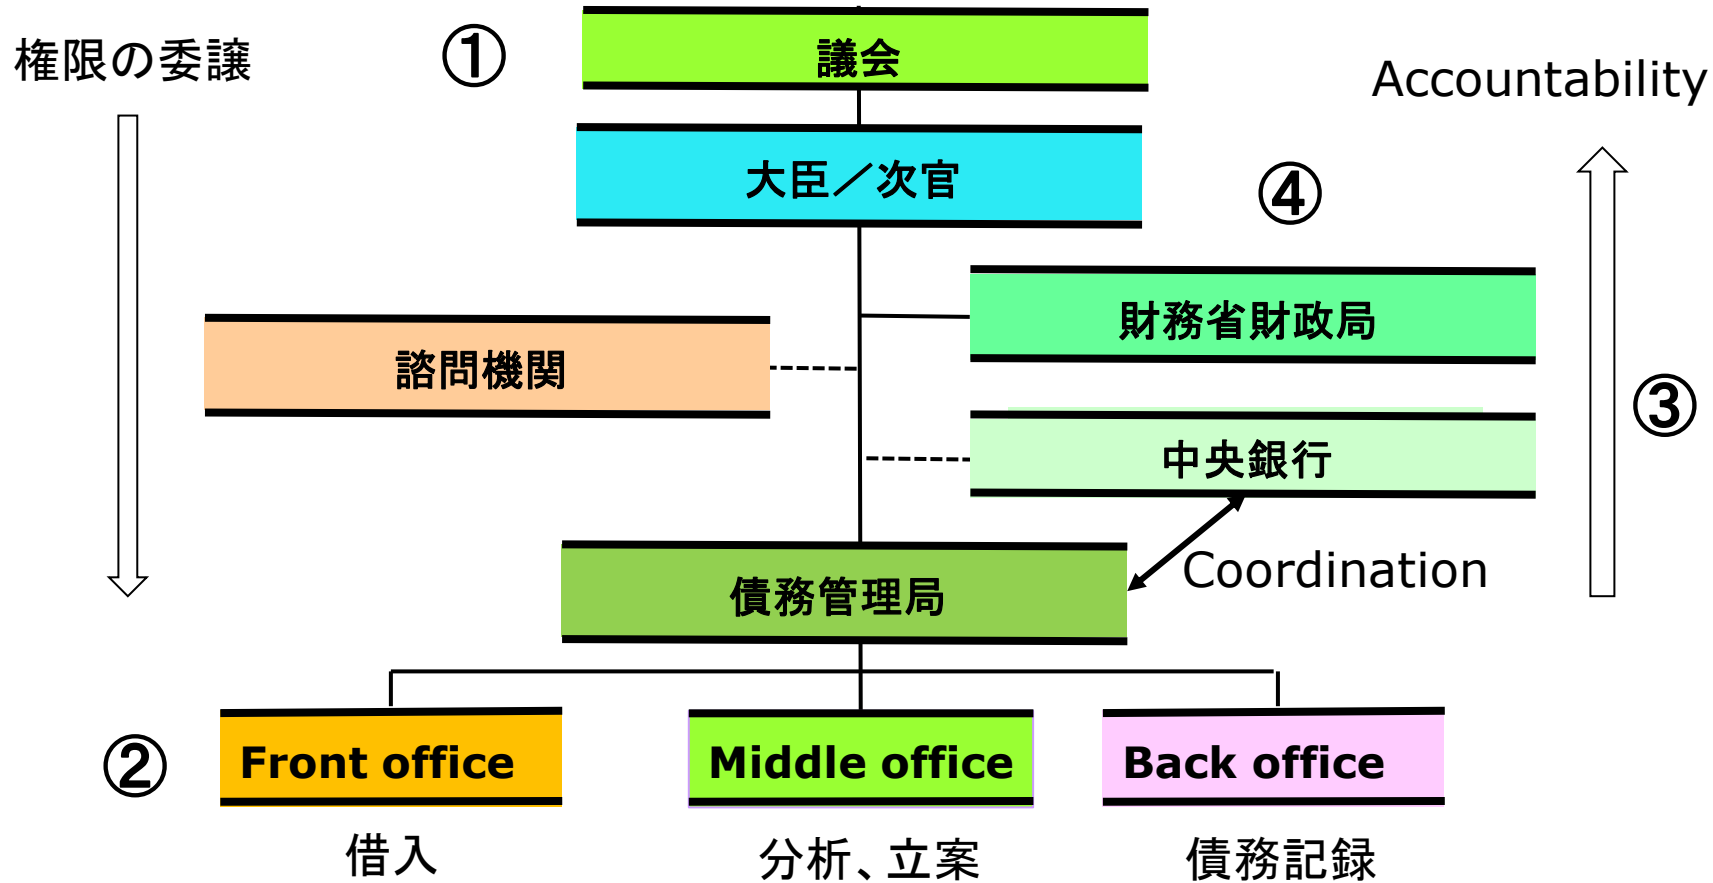 権限の委譲
①
議会
Accountability
大臣／次官
④
財務省財政局
諮問機関
③
中央銀行
Coordination
債務管理局
②
Front office
Middle office
Back office
借入
分析、立案
債務記録